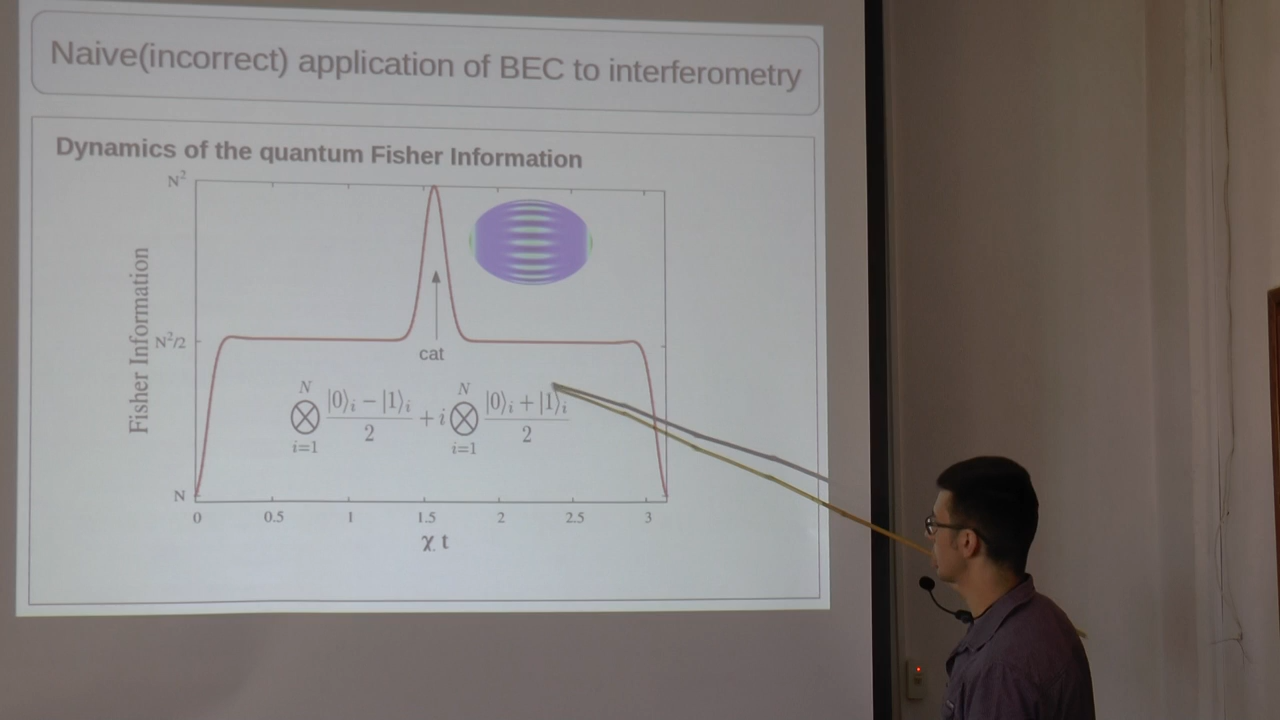 Naive(incorrect) application of BEC to interferometry
Dynamics of the quantum Fisher Information
N²
N²/2
N
Fisher Information
cat
N N
⨂ |0⟩ᵢ − |1⟩ᵢ + i ⨂ |0⟩ᵢ + |1⟩ᵢ
2 2
i=1 i=1
0 0.5 1 1.5 2 2.5 3
χ t